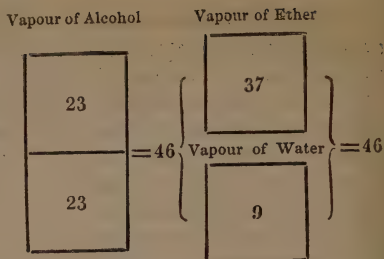 Vapour of Alcohol
Vapour of Ether
23
37
=46
Vapour of Water
=46
23
9